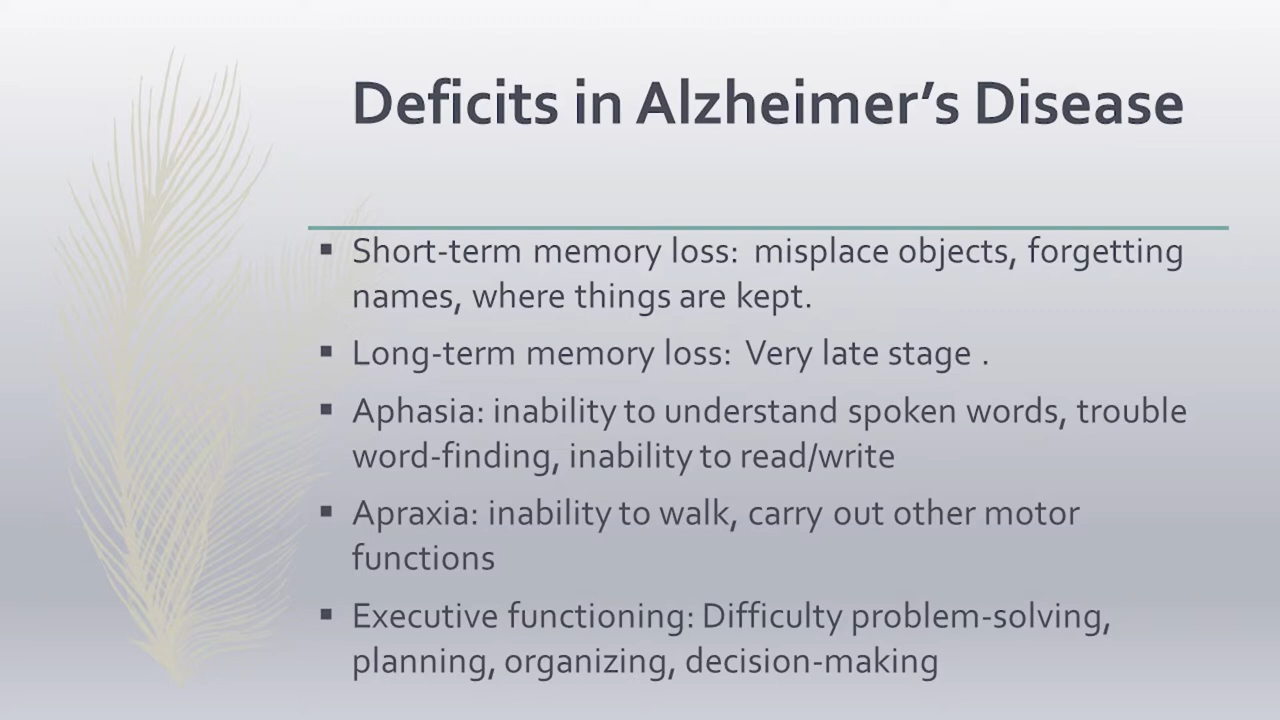 Deficits in Alzheimer’s Disease
▪ Short-term memory loss:  misplace objects, forgetting
names, where things are kept.
▪ Long-term memory loss:  Very late stage .
▪ Aphasia: inability to understand spoken words, trouble
word-finding, inability to read/write
▪ Apraxia: inability to walk, carry out other motor
functions
▪ Executive functioning: Difficulty problem-solving,
planning, organizing, decision-making